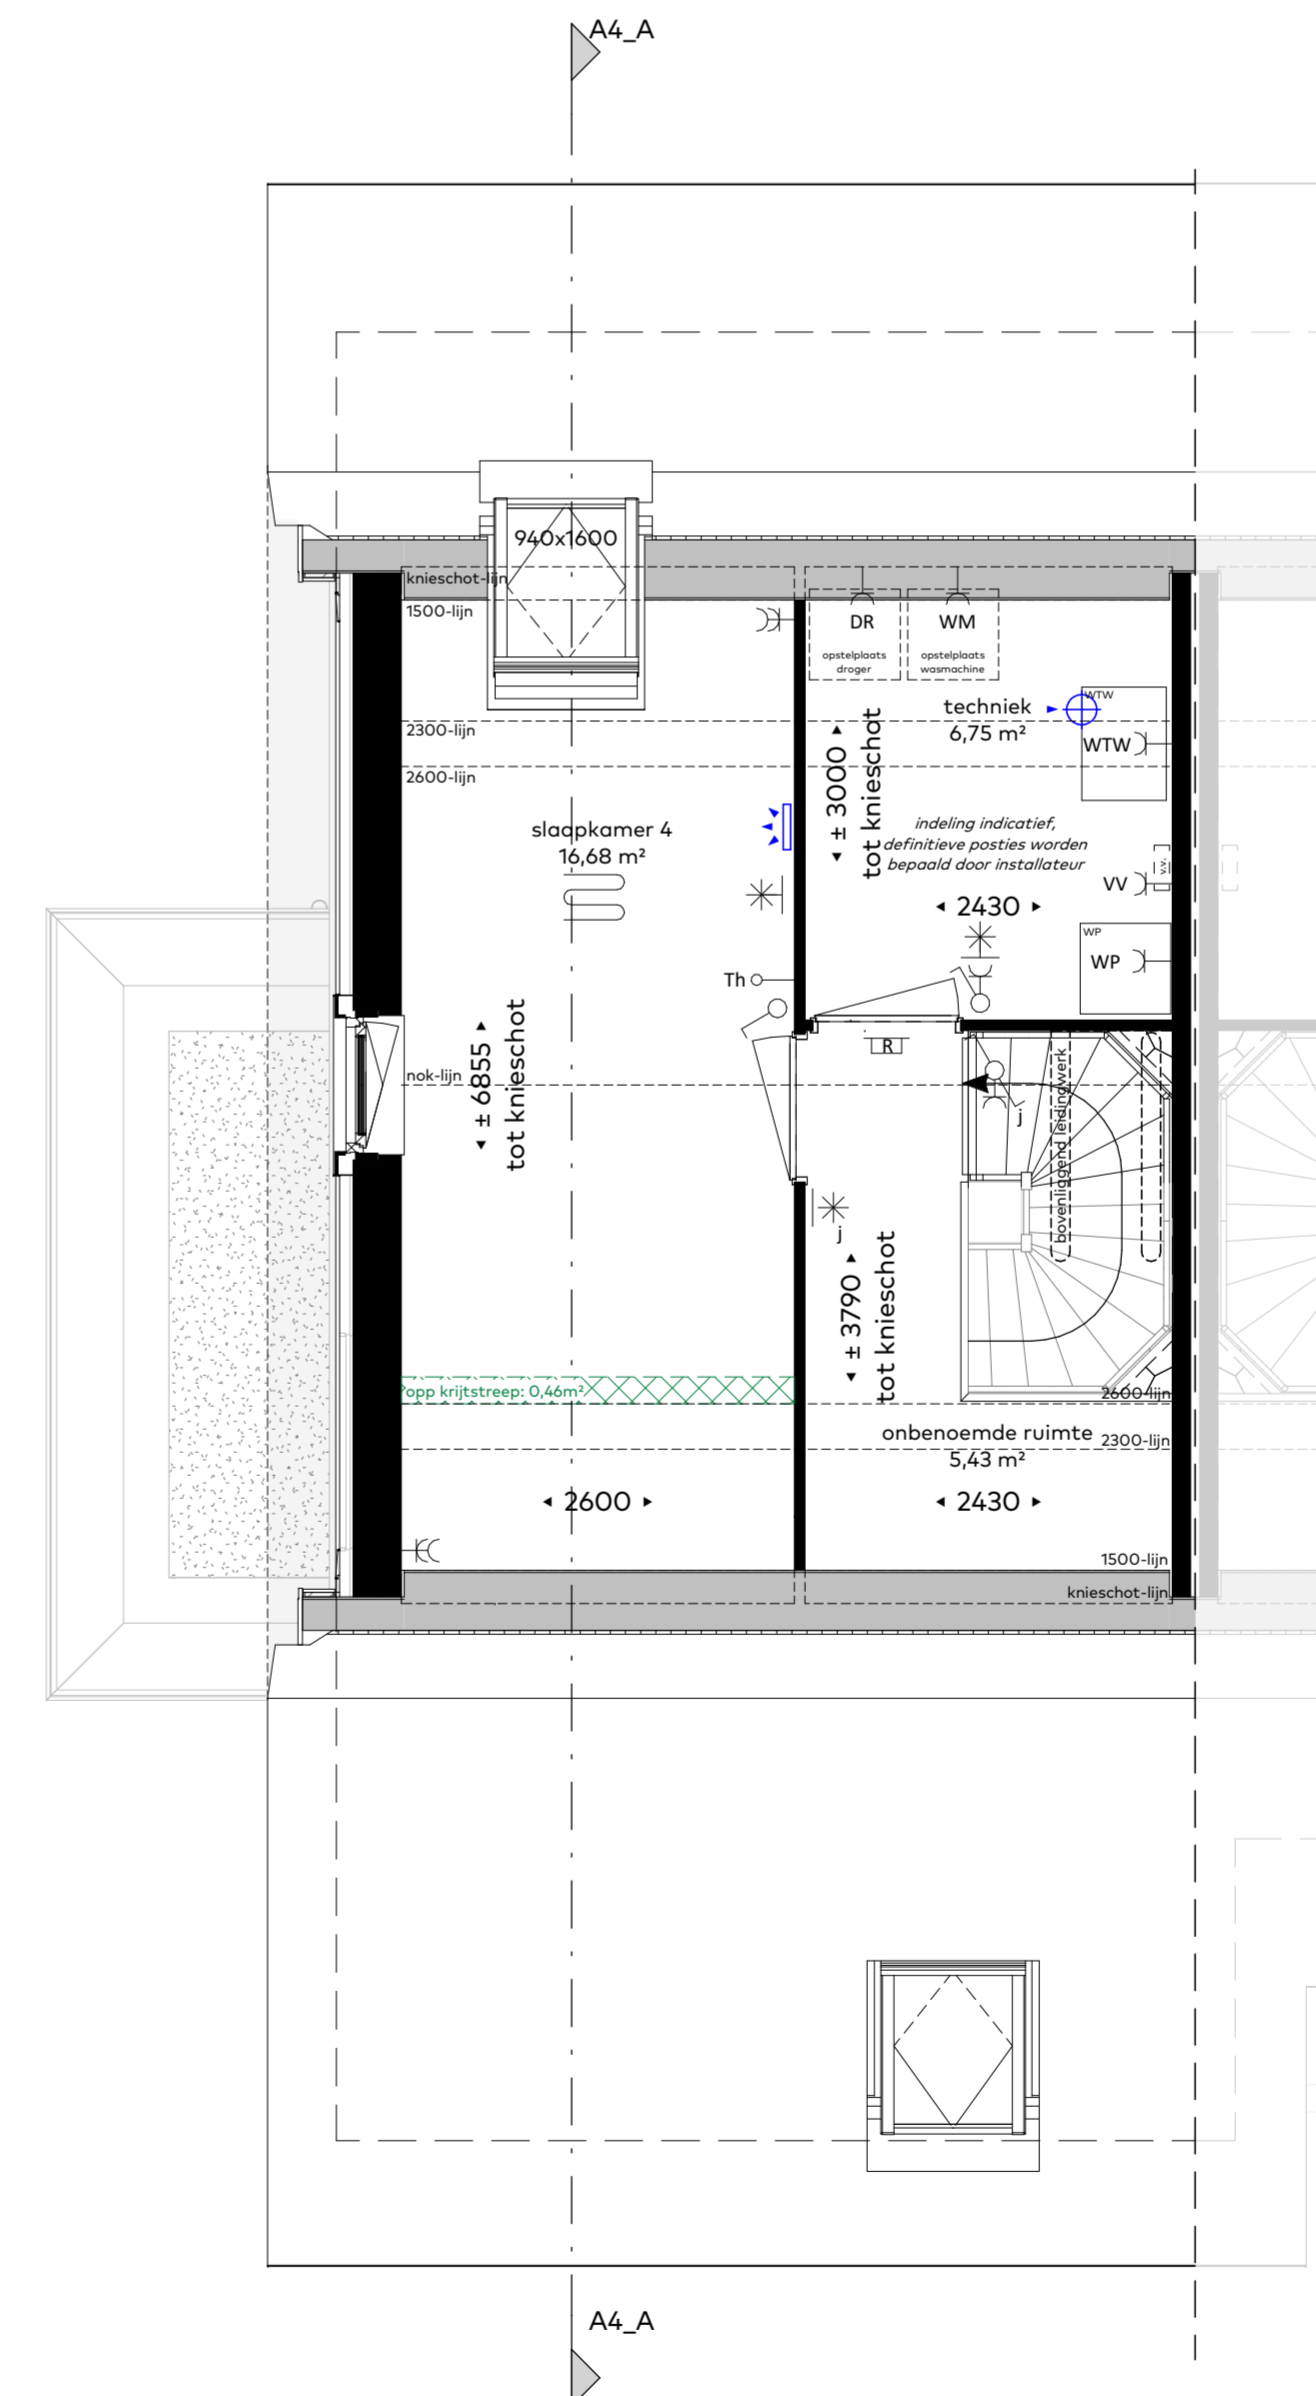 A4_A
940x1600
knieschot-lijn
1500-lijn
DR
opstelplaats
droger
WM
opstelplaats
wasmachine
2300-lijn
2600-lijn
techniek
6,75 m²
WTW
WTW
± 3000
tot knieschot
slaapkamer 4
16,68 m²
indeling indicatief,
definitieve posties worden
bepaald door installateur
VV
V.V.
2430
WP
WP
Th
R
± 6855
tot knieschot
nok-lijn
j
bovenliggend leidingwerk
j
± 3790
tot knieschot
opp krijtstreep: 0,46m²
2600-lijn
onbenoemde ruimte
5,43 m²
2300-lijn
2600
2430
1500-lijn
knieschot-lijn
A4_A